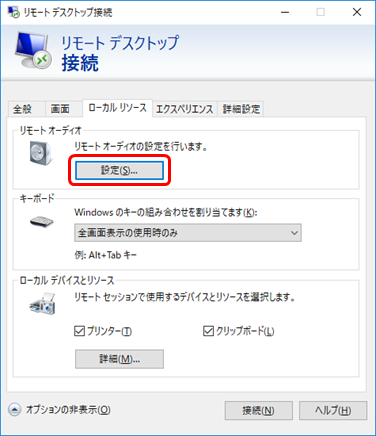 リモート デスクトップ接続
リモート デスクトップ
接続
全般 画面 ローカル リソース エクスペリエンス 詳細設定
リモート オーディオ
リモート オーディオの設定を行います。
設定(S)...
キーボード
Windows のキーの組み合わせを割り当てます(K):
全画面表示の使用時のみ
例: Alt+Tab キー
ローカル デバイスとリソース
リモート セッションで使用するデバイスとリソースを選択します。
プリンター(T) クリップボード(L)
詳細(M)...
オプションの非表示(O) 接続(N) ヘルプ(H)